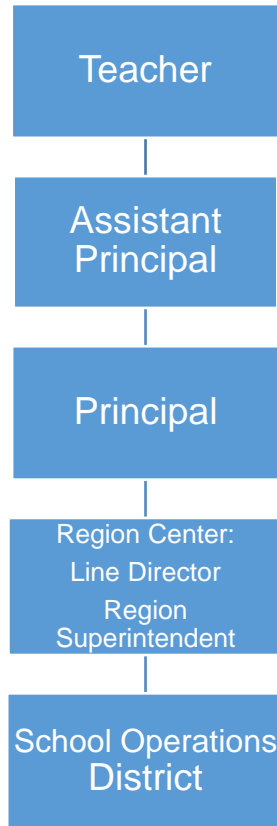 Teacher
Assistant
Principal
Principal
Region Center:
Line Director
Region
Superintendent
School Operations
District